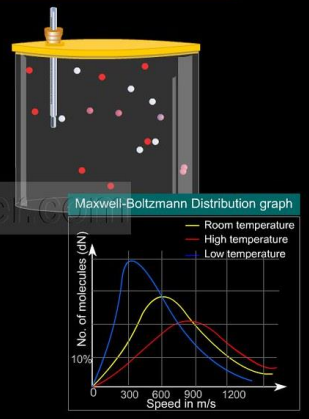 Maxwell-Boltzmann Distribution graph
Room temperature
High temperature
Low temperature
No. of molecules (dN)
10%
0
300
600
900
1200
Speed in m/s